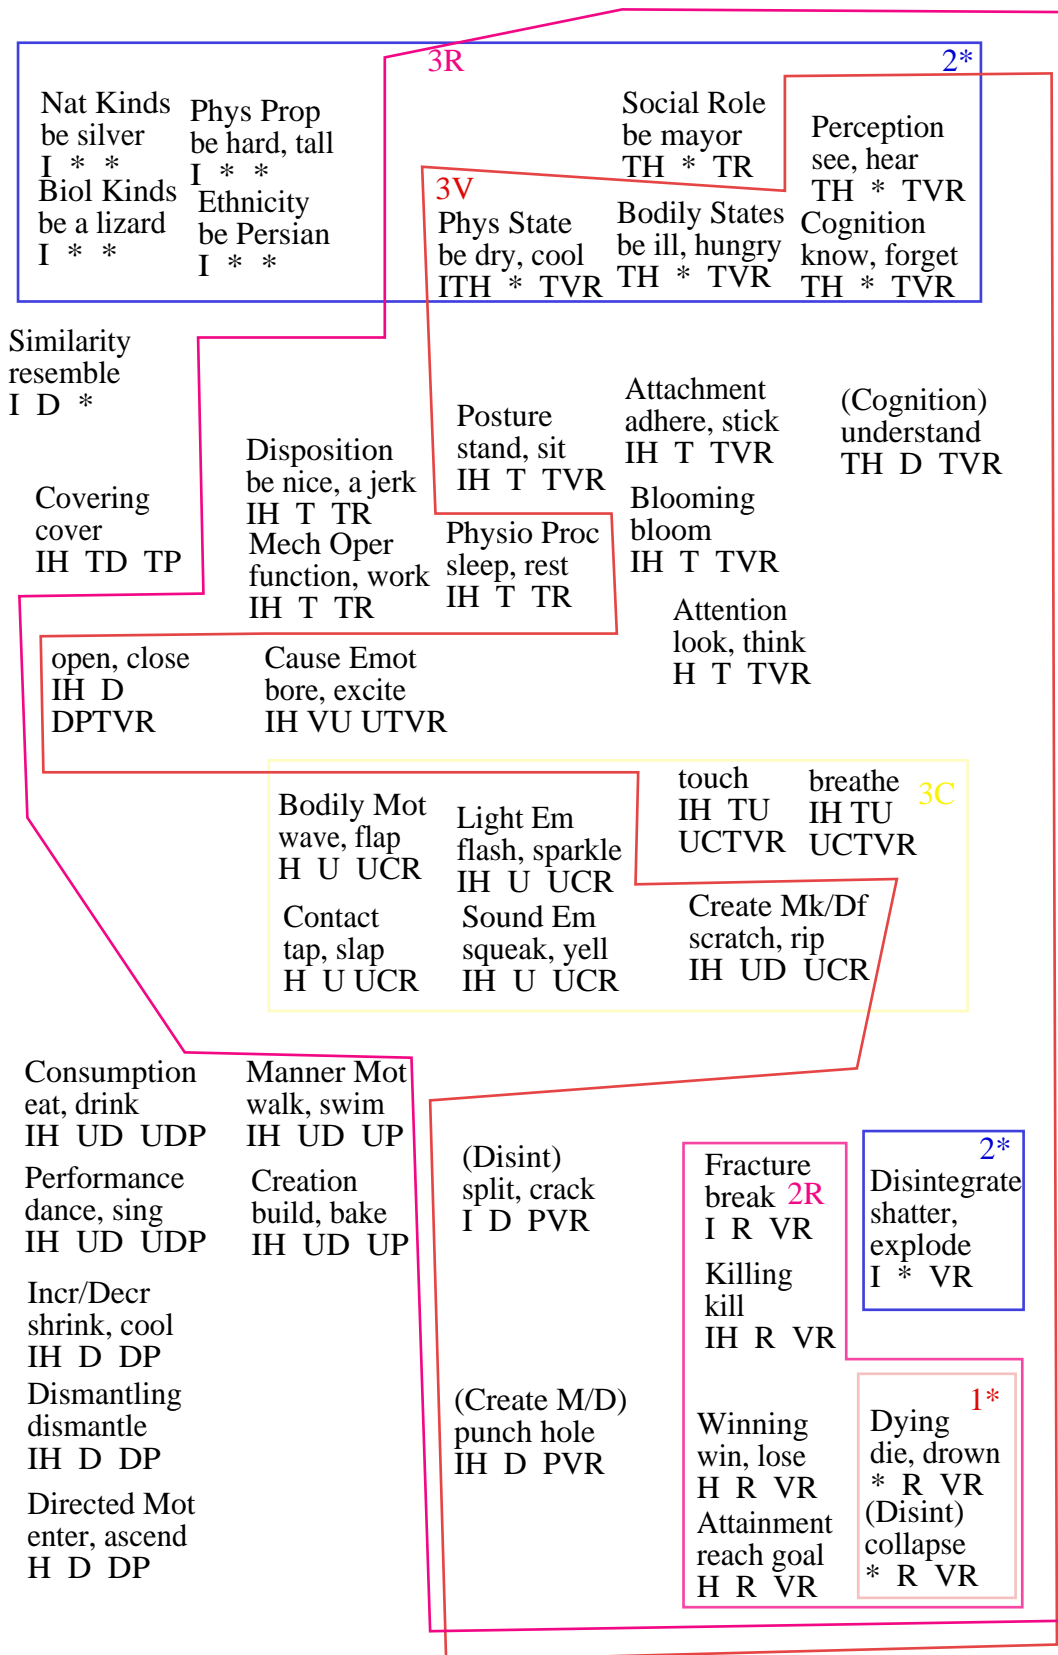 3R
2*
Nat Kinds
be silver
I * *
Phys Prop
be hard, tall
I * *
Social Role
be mayor
TH * TR
Perception
see, hear
TH * TVR
Biol Kinds
be a lizard
I * *
Ethnicity
be Persian
I * *
3V
Phys State
be dry, cool
ITH * TVR
Bodily States
be ill, hungry
TH * TVR
Cognition
know, forget
TH * TVR
Similarity
resemble
I D *
Disposition
be nice, a jerk
IH T TR
Posture
stand, sit
IH T TVR
Attachment
adhere, stick
IH T TVR
(Cognition)
understand
TH D TVR
Covering
cover
IH TD TP
Mech Oper
function, work
IH T TR
Physio Proc
sleep, rest
IH T TR
Blooming
bloom
IH T TVR
Attention
look, think
H T TVR
open, close
IH D
DPTVR
Cause Emot
bore, excite
IH VU UTVR
3C
Bodily Mot
wave, flap
H U UCR
Light Em
flash, sparkle
IH U UCR
touch
IH TU
UCTVR
breathe
IH TU
UCTVR
Contact
tap, slap
H U UCR
Sound Em
squeak, yell
IH U UCR
Create Mk/Df
scratch, rip
IH UD UCR
Consumption
eat, drink
IH UD UDP
Manner Mot
walk, swim
IH UD UP
Performance
dance, sing
IH UD UDP
Creation
build, bake
IH UD UP
(Disint)
split, crack
I D PVR
Fracture
break 2R
I R VR
2*
Disintegrate
shatter,
explode
I * VR
Killing
kill
IH R VR
Incr/Decr
shrink, cool
IH D DP
Dismantling
dismantle
IH D DP
(Create M/D)
punch hole
IH D PVR
Winning
win, lose
H R VR
1*
Dying
die, drown
* R VR
Directed Mot
enter, ascend
H D DP
Attainment
reach goal
H R VR
(Disint)
collapse
* R VR